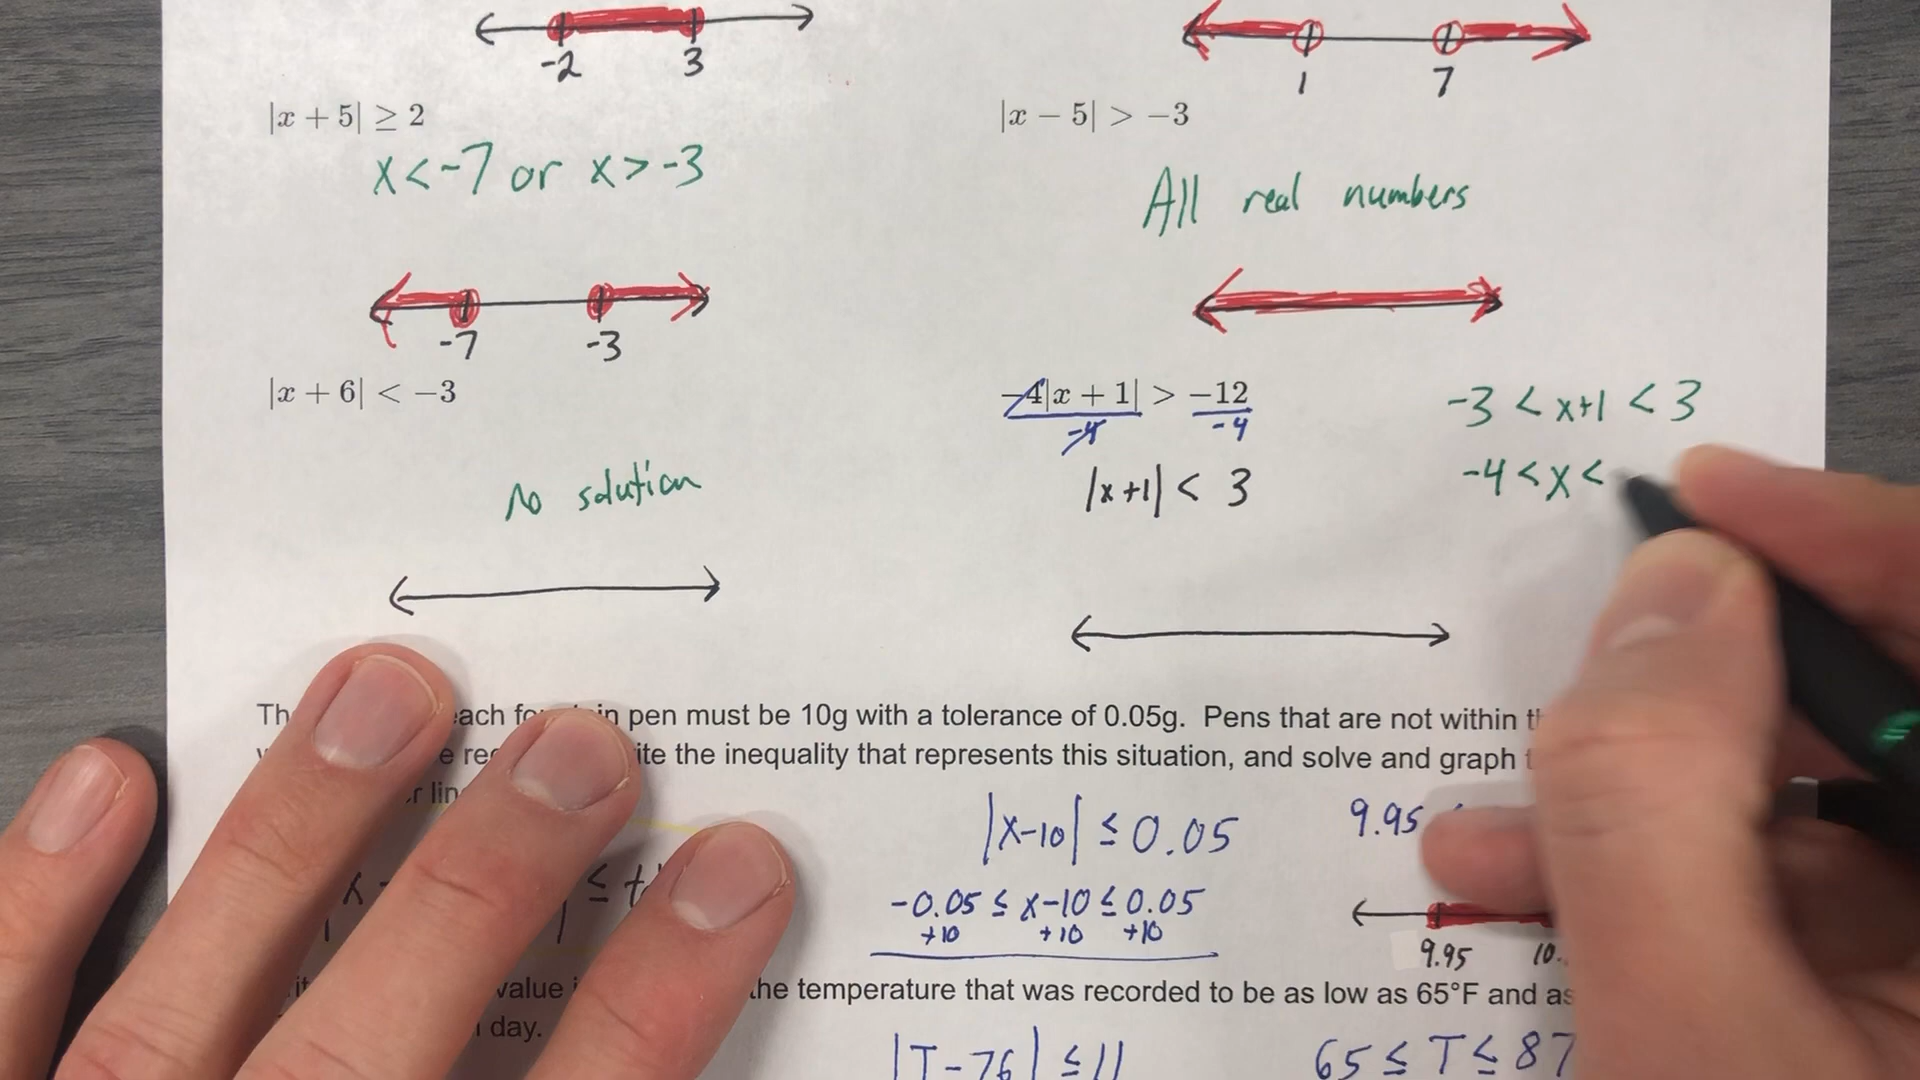 -2 3
1 7
|x + 5| ≥ 2
x < -7 or x > -3
-7 -3
|x − 5| > −3
All real numbers
|x + 6| < −3
No solution
−4|x + 1| > −12
-4 -4
|x+1| < 3
-3 < x+1 < 3
-4 < x <
each pen must be 10g with a tolerance of 0.05g. Pens that are not within
the inequality that represents this situation, and solve and graph
|x-10| ≤ 0.05
-0.05 ≤ x-10 ≤ 0.05
+10 +10 +10
9.95
9.95 10.
x - ≤
value the temperature that was recorded to be as low as 65°F and as
day.
|T-76| ≤ 11
65 ≤ T ≤ 87